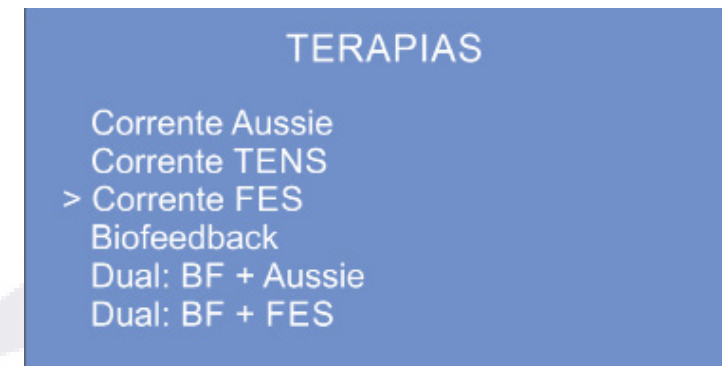 TERAPIAS
Corrente Aussie
Corrente TENS
> Corrente FES
Biofeedback
Dual: BF + Aussie
Dual: BF + FES